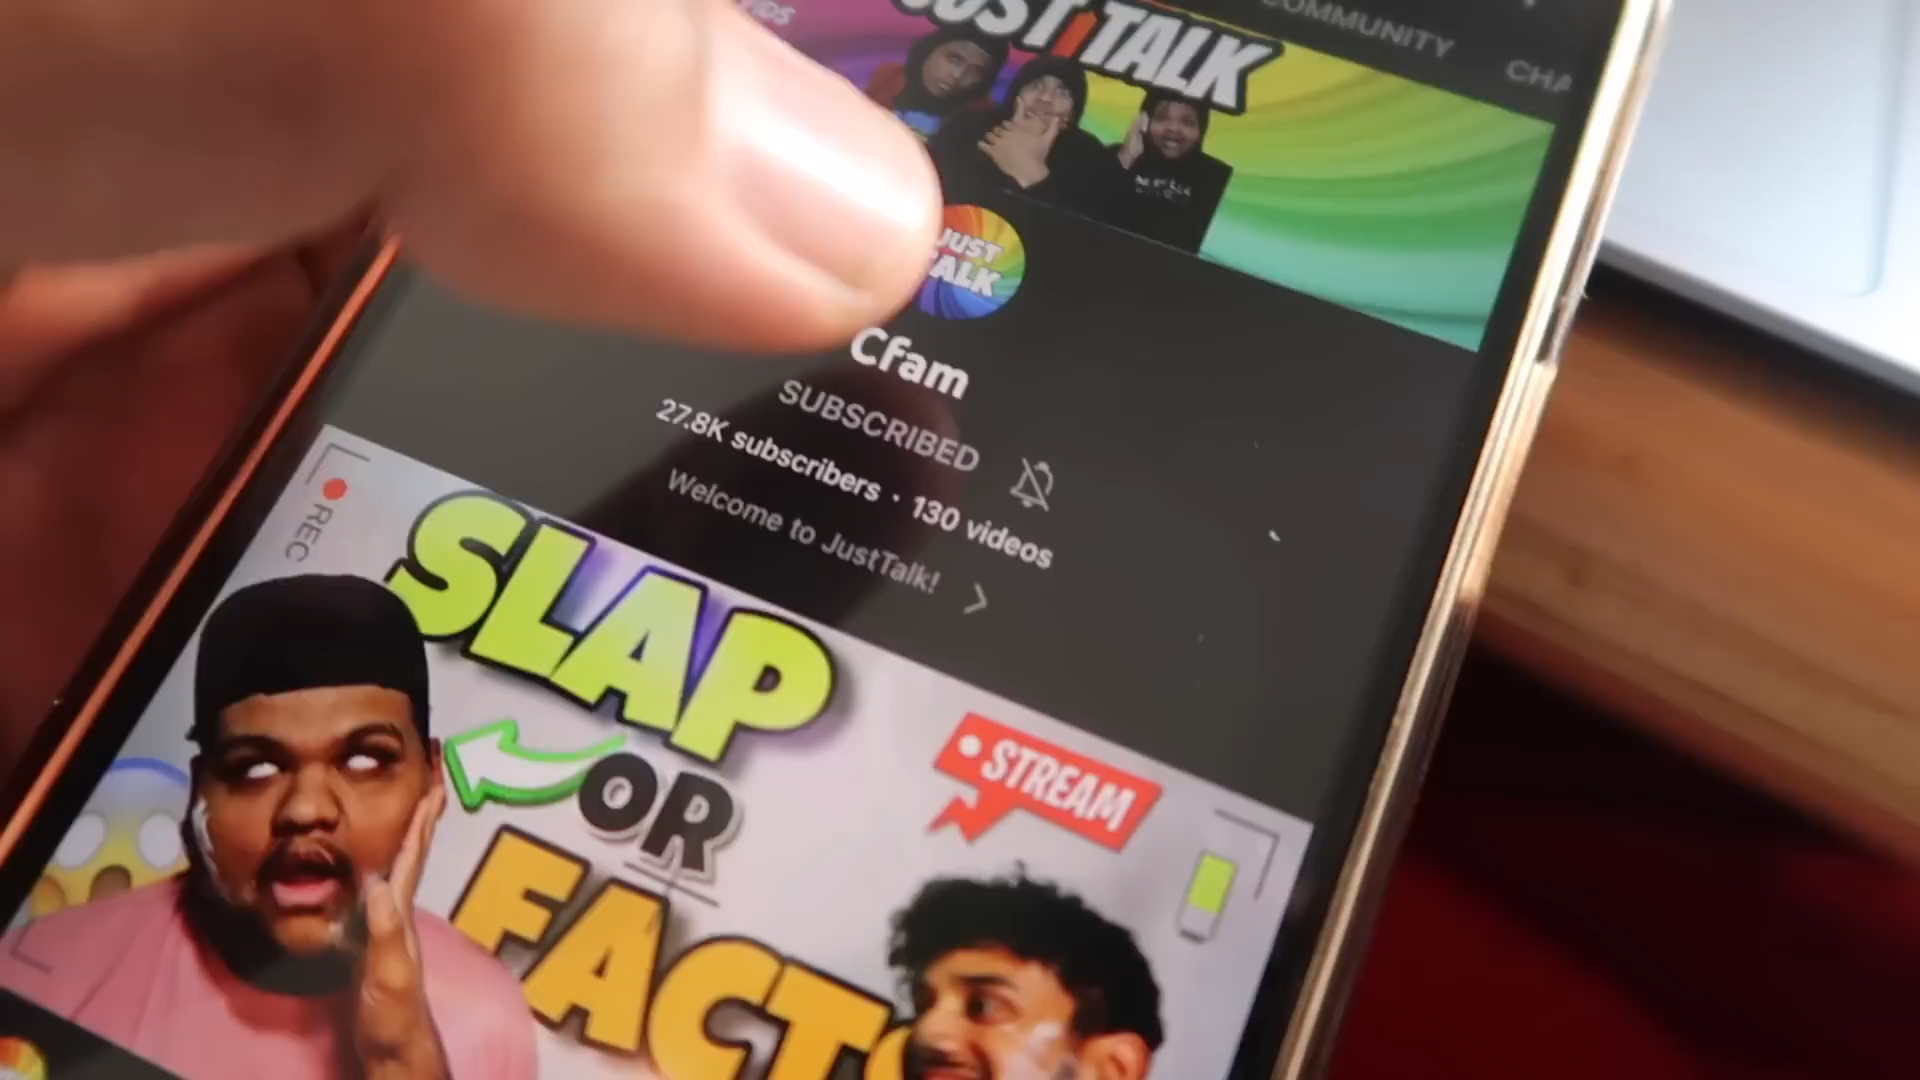 JUST TALK
COMMUNITY
JUST
TALK
Cfam
SUBSCRIBED
27.8K subscribers · 130 videos
Welcome to JustTalk!
REC
SLAP
OR
STREAM